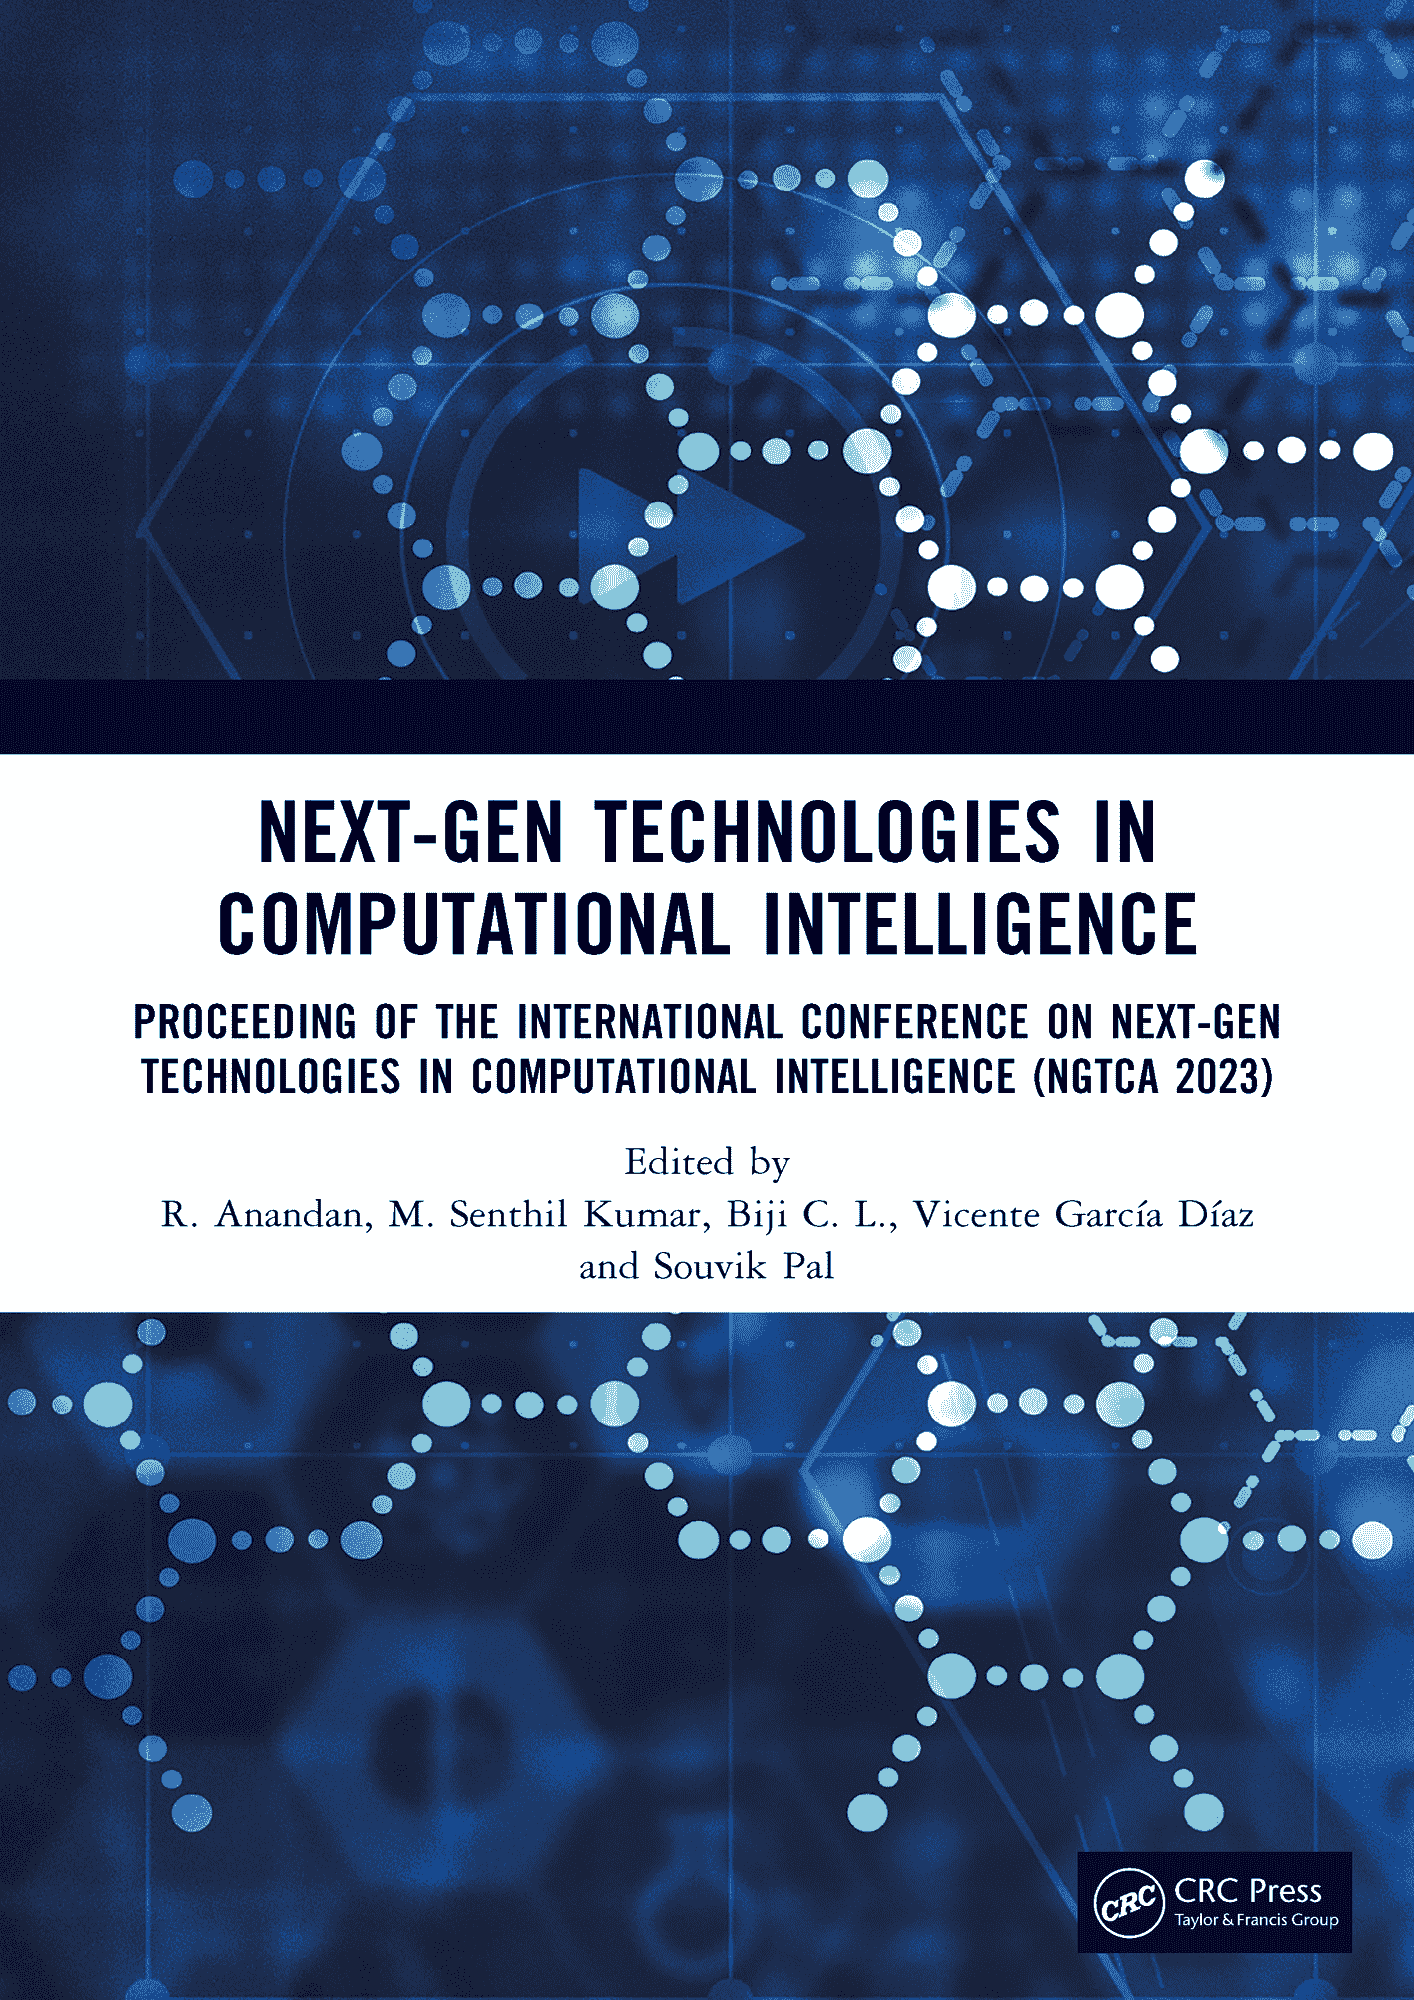 NEXT-GEN TECHNOLOGIES IN
COMPUTATIONAL INTELLIGENCE
PROCEEDING OF THE INTERNATIONAL CONFERENCE ON NEXT-GEN
TECHNOLOGIES IN COMPUTATIONAL INTELLIGENCE (NGTCA 2023)
Edited by
R. Anandan, M. Senthil Kumar, Biji C. L., Vicente García Díaz
and Souvik Pal
CRC
CRC Press
Taylor & Francis Group